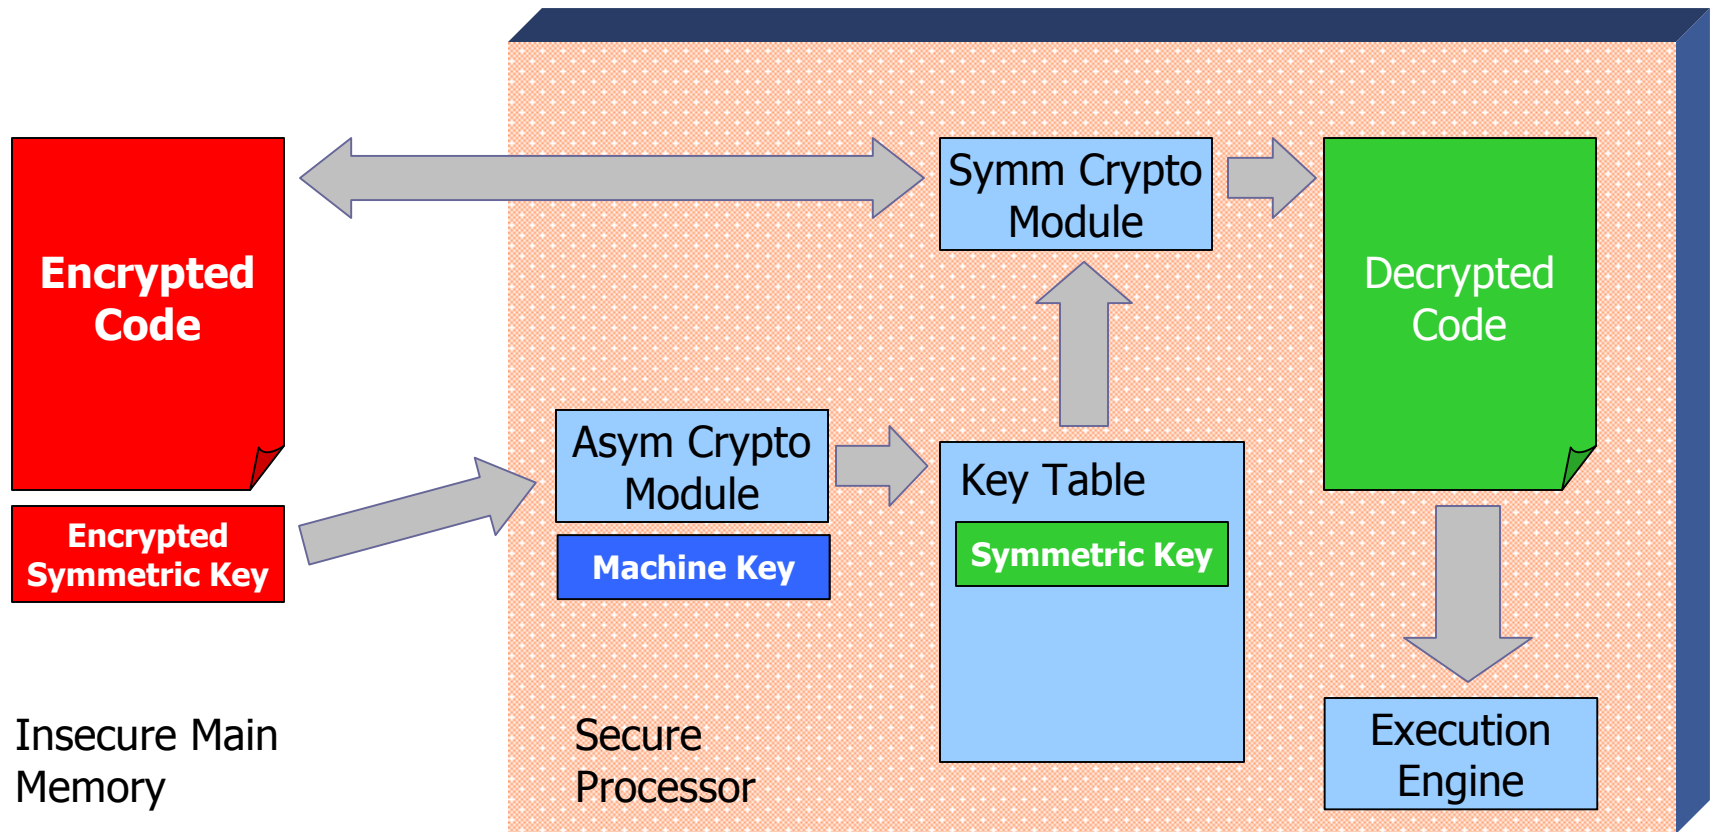 Encrypted
Code
Encrypted
Symmetric Key
Insecure Main
Memory
Asym Crypto
Module
Machine Key
Secure
Processor
Symm Crypto
Module
Key Table
Symmetric Key
Decrypted
Code
Execution
Engine